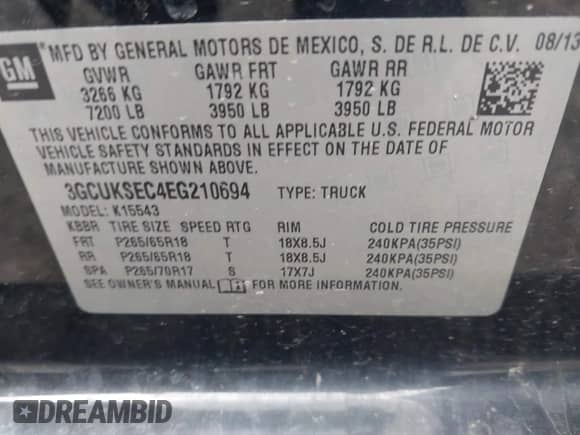 GM
MFD BY GENERAL MOTORS DE MEXICO, S. DE R.L. DE C.V. 08/13
GVWR GAWR FRT GAWR RR
3266 KG 1792 KG 1792 KG
7200 LB 3950 LB 3950 LB
THIS VEHICLE CONFORMS TO ALL APPLICABLE U.S. FEDERAL MOTOR
VEHICLE SAFETY STANDARDS IN EFFECT ON THE DATE OF
MANUFACTURE SHOWN ABOVE.
3GCUKSEC4EG210694 TYPE: TRUCK
MODEL: K15543
KBBR TIRE SIZE SPEED RTG RIM COLD TIRE PRESSURE
FRT P265/65R18 T 18X8.5J 240KPA(35PSI)
RR P265/65R18 T 18X8.5J 240KPA(35PSI)
SPA P265/70R17 S 17X7J 240KPA(35PSI)
SEE OWNER'S MANUAL FOR MORE INFORMATION.
DREAMBID